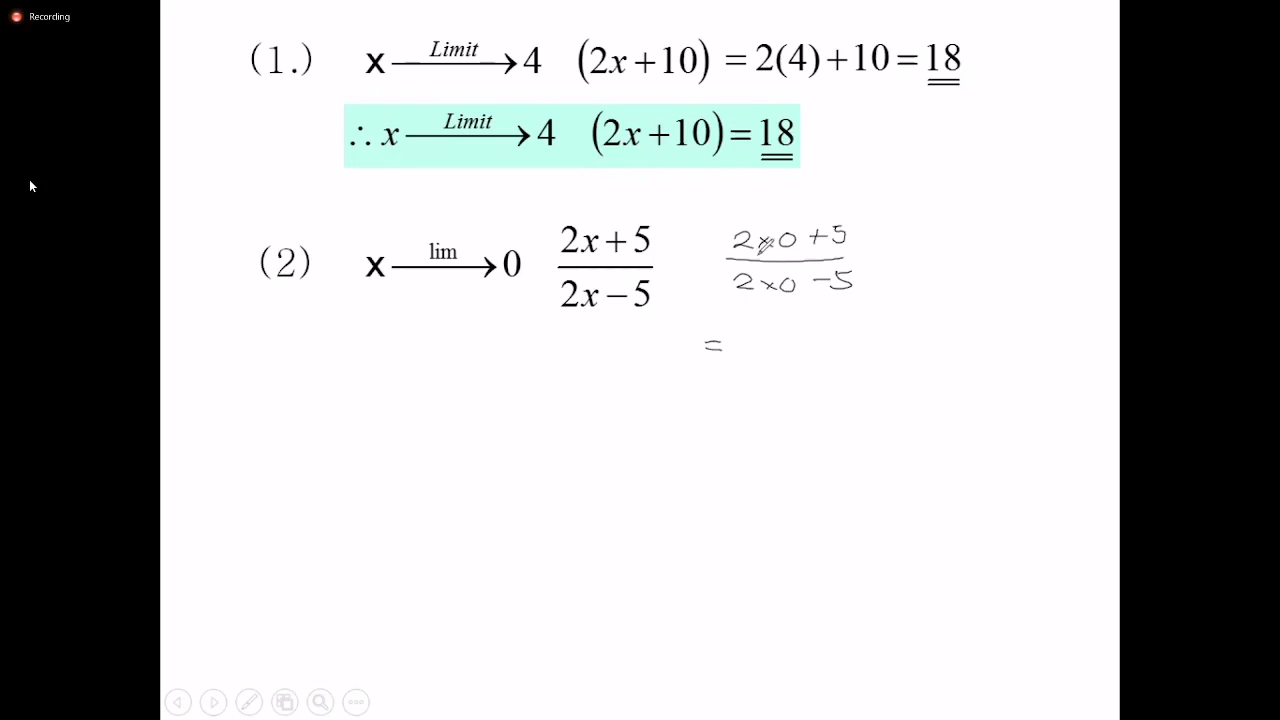 Recording
(1.) x Limit→ 4 (2x+10) = 2(4)+10 = 18
∴ x Limit→ 4 (2x+10) = 18
(2) x lim→ 0 2x+5 2×0 +5
2x−5 2×0 −5
=